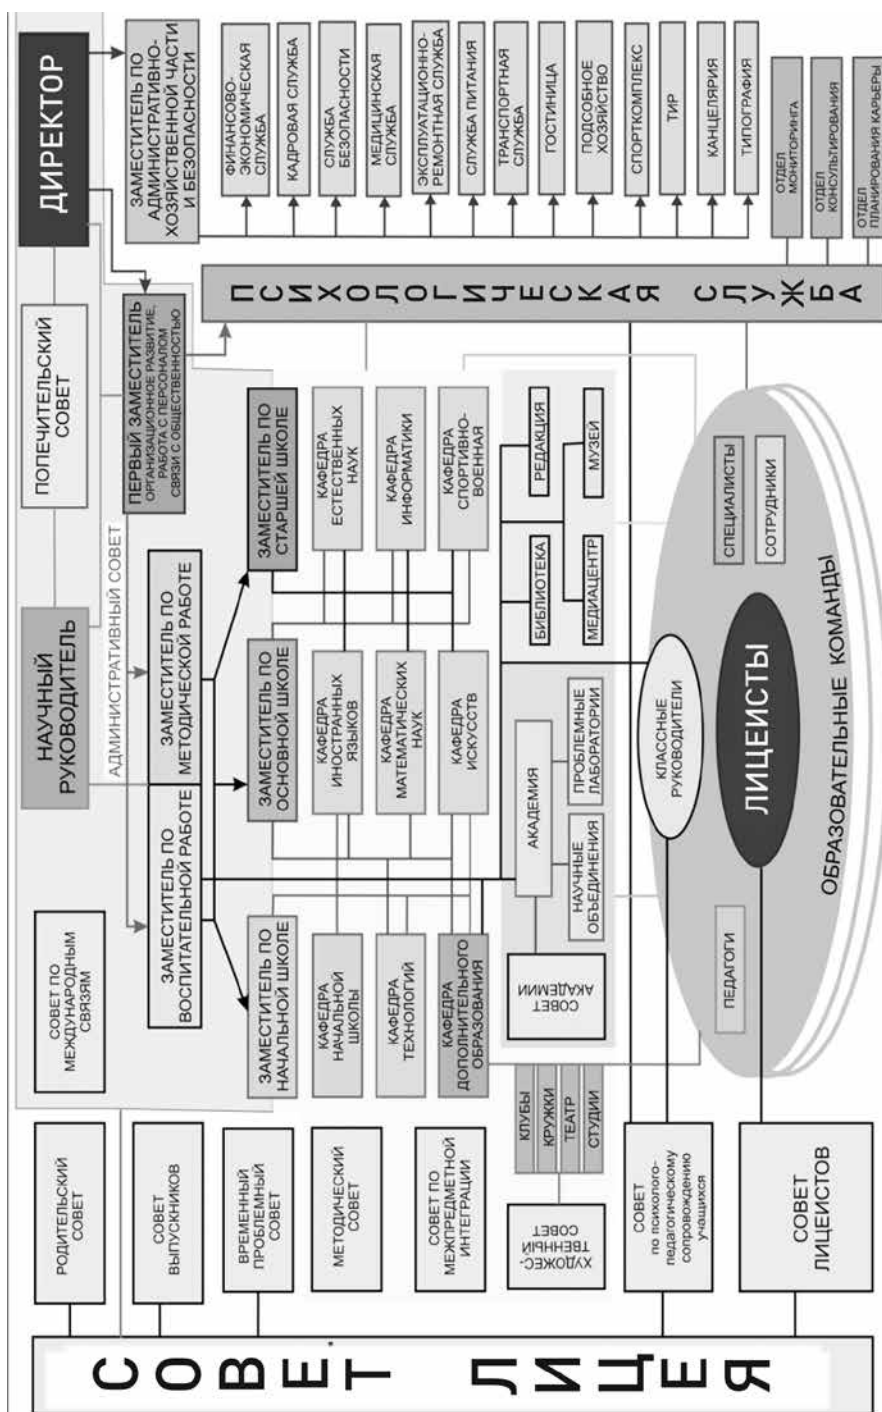 СОВЕТ ЛИЦЕЯ
РОДИТЕЛЬСКИЙ
СОВЕТ
СОВЕТ
ВЫПУСКНИКОВ
ВРЕМЕННЫЙ
ПРОБЛЕМНЫЙ
СОВЕТ
МЕТОДИЧЕСКИЙ
СОВЕТ
СОВЕТ ПО
МЕЖПРЕДМЕТНОЙ
ИНТЕГРАЦИИ
ХУДОЖЕС-
ТВЕННЫЙ
СОВЕТ
СОВЕТ
по психолого-
педагогическому
сопровождению
учащихся
СОВЕТ
ЛИЦЕИСТОВ
СОВЕТ ПО
МЕЖДУНАРОДНЫМ
СВЯЗЯМ
НАУЧНЫЙ
РУКОВОДИТЕЛЬ
ПОПЕЧИТЕЛЬСКИЙ
СОВЕТ
ДИРЕКТОР
АДМИНИСТРАТИВНЫЙ СОВЕТ
ПЕРВЫЙ ЗАМЕСТИТЕЛЬ
ОРГАНИЗАЦИОННОЕ РАЗВИТИЕ,
РАБОТА С ПЕРСОНАЛОМ
СВЯЗИ С ОБЩЕСТВЕННОСТЬЮ
ЗАМЕСТИТЕЛЬ ПО
АДМИНИСТРАТИВНО-
ХОЗЯЙСТВЕННОЙ ЧАСТИ
И БЕЗОПАСНОСТИ
ЗАМЕСТИТЕЛЬ ПО
ВОСПИТАТЕЛЬНОЙ РАБОТЕ
ЗАМЕСТИТЕЛЬ ПО
МЕТОДИЧЕСКОЙ РАБОТЕ
ЗАМЕСТИТЕЛЬ ПО
НАЧАЛЬНОЙ ШКОЛЕ
ЗАМЕСТИТЕЛЬ ПО
ОСНОВНОЙ ШКОЛЕ
ЗАМЕСТИТЕЛЬ ПО
СТАРШЕЙ ШКОЛЕ
ФИНАНСОВО-
ЭКОНОМИЧЕСКАЯ
СЛУЖБА
КАДРОВАЯ СЛУЖБА
СЛУЖБА
БЕЗОПАСНОСТИ
МЕДИЦИНСКАЯ
СЛУЖБА
ЭКСПЛУАТАЦИОННО-
РЕМОНТНАЯ СЛУЖБА
СЛУЖБА ПИТАНИЯ
ТРАНСПОРТНАЯ
СЛУЖБА
ГОСТИНИЦА
ПОДСОБНОЕ
ХОЗЯЙСТВО
СПОРТКОМПЛЕКС
ТИР
КАНЦЕЛЯРИЯ
ТИПОГРАФИЯ
КАФЕДРА
НАЧАЛЬНОЙ
ШКОЛЫ
КАФЕДРА
ИНОСТРАННЫХ
ЯЗЫКОВ
КАФЕДРА
ЕСТЕСТВЕННЫХ
НАУК
КАФЕДРА
ТЕХНОЛОГИЙ
КАФЕДРА
МАТЕМАТИЧЕСКИХ
НАУК
КАФЕДРА
ИНФОРМАТИКИ
КАФЕДРА
ДОПОЛНИТЕЛЬНОГО
ОБРАЗОВАНИЯ
КАФЕДРА
ИСКУССТВ
КАФЕДРА
СПОРТИВНО-
ВОЕННАЯ
ПСИХОЛОГИЧЕСКАЯ СЛУЖБА
ОТДЕЛ
МОНИТОРИНГА
ОТДЕЛ
КОНСУЛЬТИРОВАНИЯ
ОТДЕЛ
ПЛАНИРОВАНИЯ КАРЬЕРЫ
КЛУБЫ
КРУЖКИ
ТЕАТР
СТУДИИ
СОВЕТ
АКАДЕМИИ
АКАДЕМИЯ
НАУЧНЫЕ
ОБЪЕДИНЕНИЯ
ПРОБЛЕМНЫЕ
ЛАБОРАТОРИИ
БИБЛИОТЕКА
РЕДАКЦИЯ
МЕДИАЦЕНТР
МУЗЕЙ
КЛАССНЫЕ
РУКОВОДИТЕЛИ
ПЕДАГОГИ
ЛИЦЕИСТЫ
СПЕЦИАЛИСТЫ
СОТРУДНИКИ
ОБРАЗОВАТЕЛЬНЫЕ КОМАНДЫ